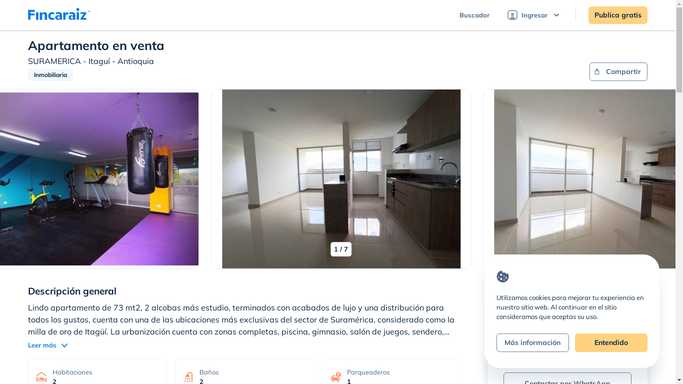 Fincaraiz
Buscador
Ingresar
Publica gratis
Apartamento en venta
SURAMERICA - Itaguí - Antioquia
Inmobiliaria
Compartir
1 / 7
Descripción general
Lindo apartamento de 73 mt2, 2 alcobas más estudio, terminados con acabados de lujo y una distribución para
todos los gustos, cuenta con una de las ubicaciones más exclusivas del sector de Suramérica, considerado como la
milla de oro de Itagüí. La urbanización cuenta con zonas completas, piscina, gimnasio, salón de juegos, sendero,...
Leer más
Habitaciones
2
Baños
2
Parqueaderos
1
Utilizamos cookies para mejorar tu experiencia en
nuestro sitio web. Al continuar en el sitio
consideramos que aceptas su uso.
Más información
Entendido
Contactar por WhatsApp